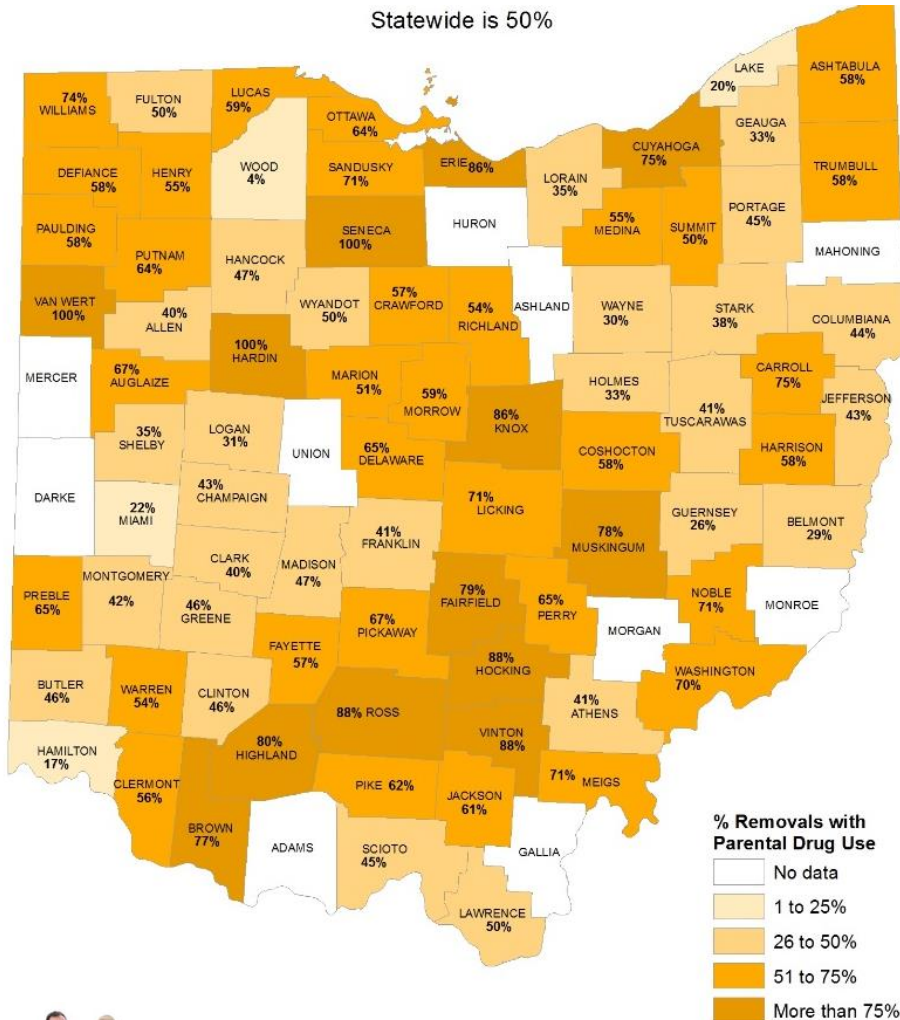 Statewide is 50%
LAKE
20%
ASHTABULA
58%
74%
WILLIAMS
FULTON
50%
LUCAS
59%
OTTAWA
64%
GEAUGA
33%
CUYAHOGA
75%
DEFIANCE
58%
HENRY
55%
WOOD
4%
SANDUSKY
71%
ERIE 86%
LORAIN
35%
TRUMBULL
58%
PAULDING
58%
SENECA
100%
HURON
55%
MEDINA
SUMMIT
50%
PORTAGE
45%
PUTNAM
64%
HANCOCK
47%
MAHONING
VAN WERT
100%
40%
ALLEN
WYANDOT
50%
57%
CRAWFORD
54%
RICHLAND
ASHLAND
WAYNE
30%
STARK
38%
COLUMBIANA
44%
100%
HARDIN
MERCER
67%
AUGLAIZE
MARION
51%
59%
MORROW
HOLMES
33%
CARROLL
75%
JEFFERSON
43%
86%
KNOX
41%
TUSCARAWAS
35%
SHELBY
LOGAN
31%
UNION
65%
DELAWARE
COSHOCTON
58%
HARRISON
58%
DARKE
43%
CHAMPAIGN
71%
LICKING
22%
MIAMI
41%
FRANKLIN
78%
MUSKINGUM
GUERNSEY
26%
BELMONT
29%
CLARK
40%
MADISON
47%
MONTGOMERY
42%
PREBLE
65%
46%
GREENE
79%
FAIRFIELD
65%
PERRY
NOBLE
71%
MONROE
67%
PICKAWAY
MORGAN
FAYETTE
57%
88%
HOCKING
WASHINGTON
70%
BUTLER
46%
WARREN
54%
CLINTON
46%
41%
ATHENS
88% ROSS
HAMILTON
17%
80%
HIGHLAND
VINTON
88%
CLERMONT
56%
PIKE 62%
JACKSON
61%
71% MEIGS
BROWN
77%
ADAMS
SCIOTO
45%
GALLIA
LAWRENCE
50%
% Removals with
Parental Drug Use
No data
1 to 25%
26 to 50%
51 to 75%
More than 75%